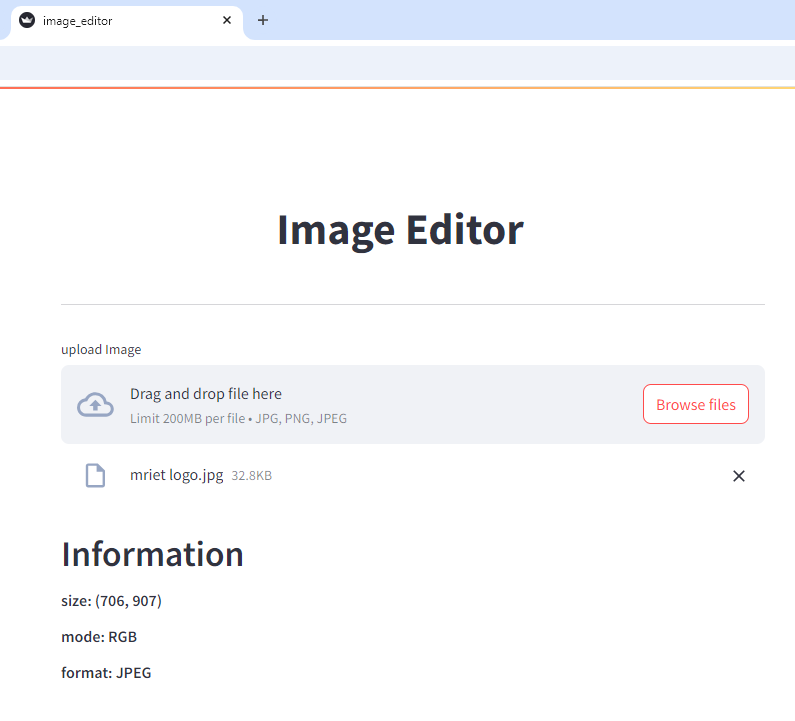 image_editor
Image Editor
upload Image
Drag and drop file here
Limit 200MB per file • JPG, PNG, JPEG
Browse files
mriet logo.jpg 32.8KB
Information
size: (706, 907)
mode: RGB
format: JPEG